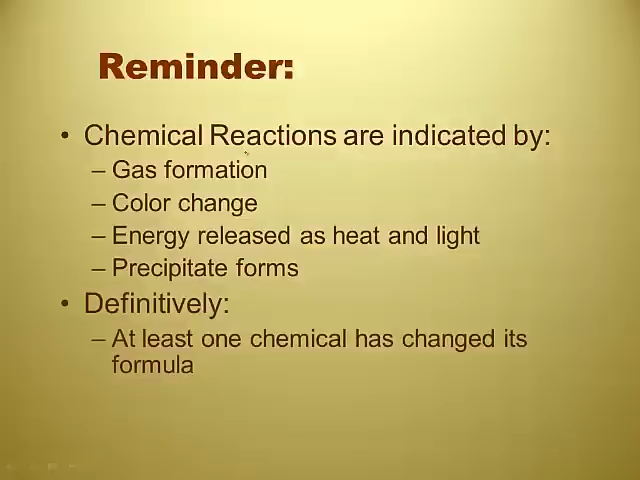 Reminder:
• Chemical Reactions are indicated by:
– Gas formation
– Color change
– Energy released as heat and light
– Precipitate forms
• Definitively:
– At least one chemical has changed its
formula